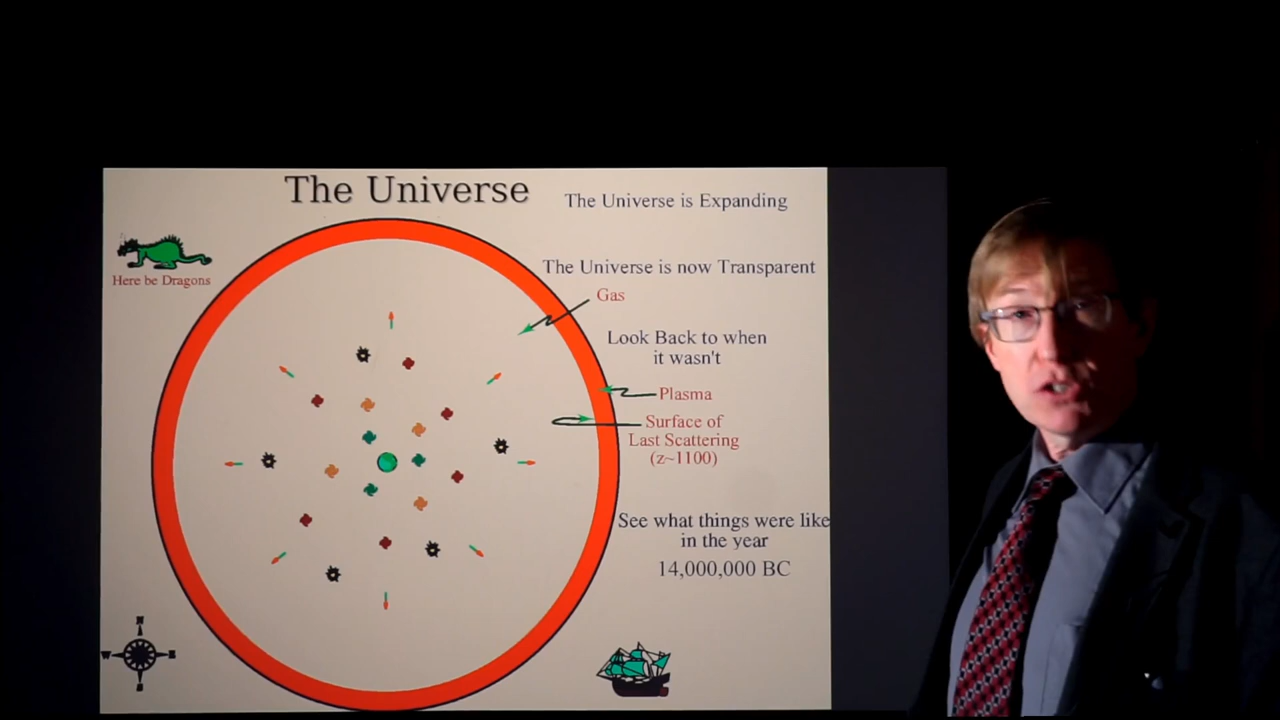 The Universe
The Universe is Expanding
Here be Dragons
The Universe is now Transparent
Gas
Look Back to when
it wasn't
Plasma
Surface of
Last Scattering
(z~1100)
See what things were like
in the year
14,000,000 BC
N
W E
S